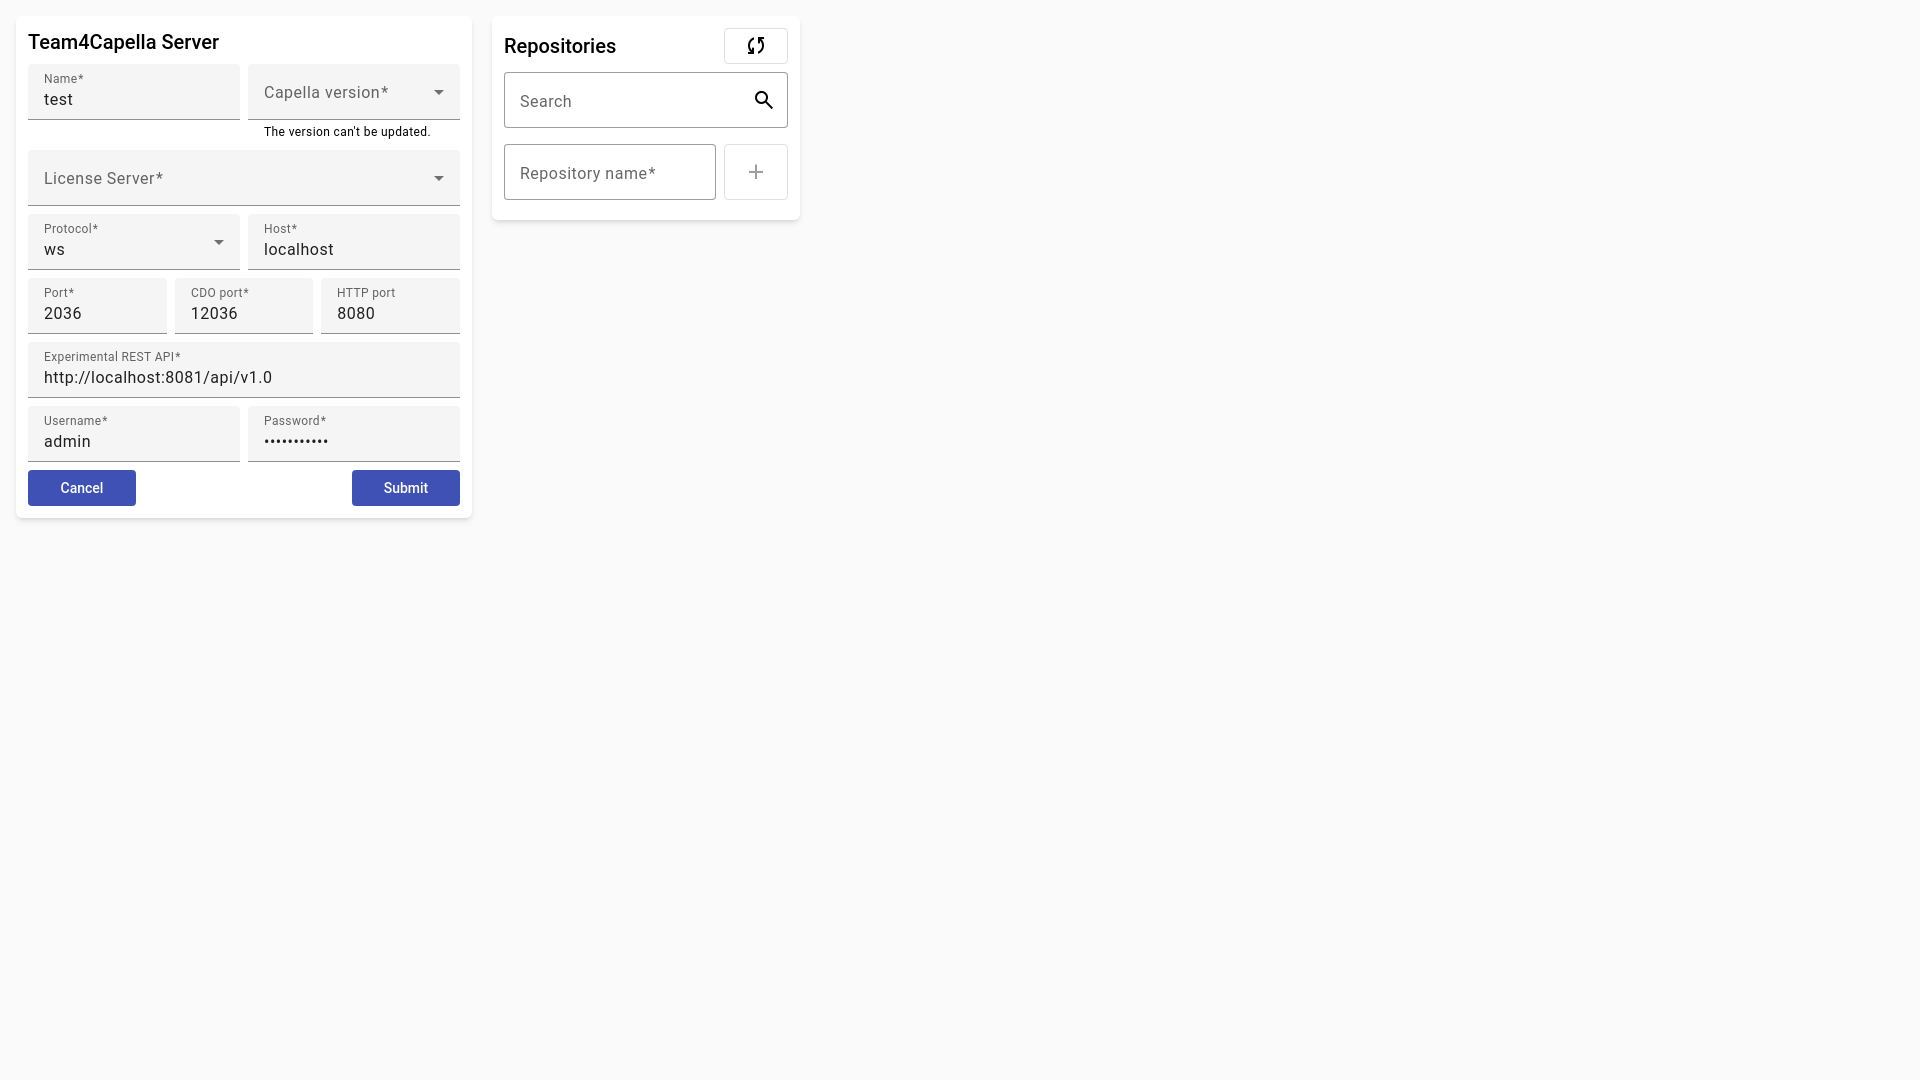 Team4Capella Server
Name*
test
Capella version*
The version can't be updated.
License Server*
Protocol*
ws
Host*
localhost
Port*
2036
CDO port*
12036
HTTP port
8080
Experimental REST API*
http://localhost:8081/api/v1.0
Username*
admin
Password*
•••••••••••
Cancel
Submit
Repositories
Search
Repository name*